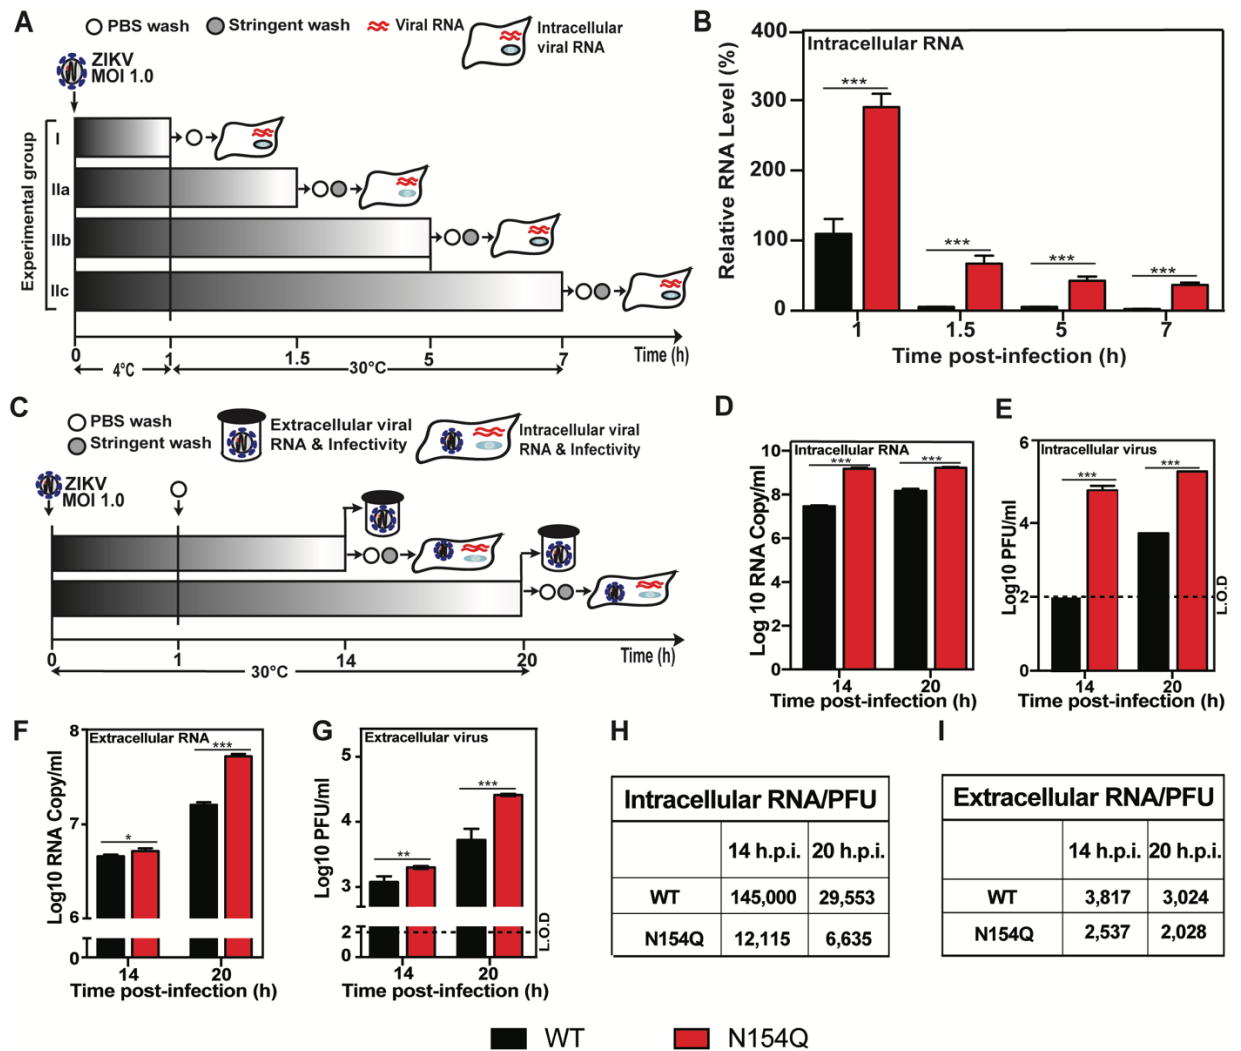 A
PBS wash
Stringent wash
Viral RNA
Intracellular
viral RNA
ZIKV
MOI 1.0
N
Experimental group
I
IIa
IIb
IIc
0
1
1.5
5
7
Time (h)
4°C
30°C
B
Intracellular RNA
Relative RNA Level (%)
400
300
200
100
0
***
***
***
***
1
1.5
5
7
Time post-infection (h)
C
PBS wash
Stringent wash
N
Extracellular viral
RNA & Infectivity
N
Intracellular viral
RNA & Infectivity
N
ZIKV
MOI 1.0
N
N
N
N
0
1
14
20
Time (h)
30°C
D
Intracellular RNA
Log 10 RNA Copy/ml
10
8
6
4
2
0
***
***
14
20
Time post-infection (h)
E
Intracellular virus
Log10 PFU/ml
6
4
2
0
***
***
L.O.D
14
20
Time post-infection (h)
F
Extracellular RNA
Log10 RNA Copy/ml
8
7
6
0
*
***
14
20
Time post-infection (h)
G
Extracellular virus
Log10 PFU/ml
5
4
3
2
0
**
***
L.O.D
14
20
Time post-infection (h)
H
Intracellular RNA/PFU
14 h.p.i. 20 h.p.i.
WT 145,000 29,553
N154Q 12,115 6,635
I
Extracellular RNA/PFU
14 h.p.i. 20 h.p.i.
WT 3,817 3,024
N154Q 2,537 2,028
WT
N154Q